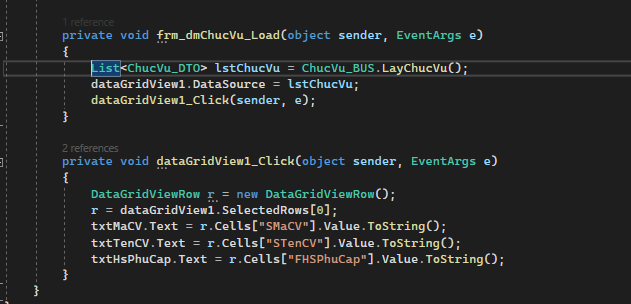 1 reference
private void frm_dmChucVu_Load(object sender, EventArgs e)
{
List<ChucVu_DTO> lstChucVu = ChucVu_BUS.LayChucVu();
dataGridView1.DataSource = lstChucVu;
dataGridView1_Click(sender, e);
}
2 references
private void dataGridView1_Click(object sender, EventArgs e)
{
DataGridViewRow r = new DataGridViewRow();
r = dataGridView1.SelectedRows[0];
txtMaCV.Text = r.Cells["SMaCV"].Value.ToString();
txtTenCV.Text = r.Cells["STenCV"].Value.ToString();
txtHsPhuCap.Text = r.Cells["FHSPhuCap"].Value.ToString();
}
}